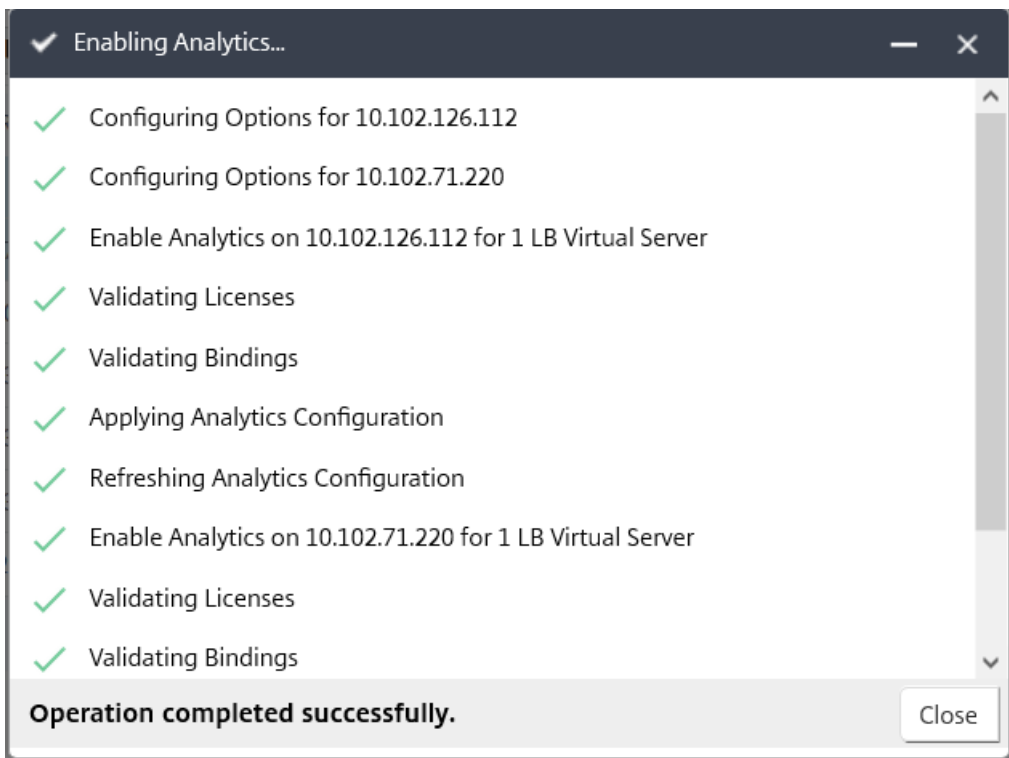 Enabling Analytics...
Configuring Options for 10.102.126.112
Configuring Options for 10.102.71.220
Enable Analytics on 10.102.126.112 for 1 LB Virtual Server
Validating Licenses
Validating Bindings
Applying Analytics Configuration
Refreshing Analytics Configuration
Enable Analytics on 10.102.71.220 for 1 LB Virtual Server
Validating Licenses
Validating Bindings
Operation completed successfully.
Close